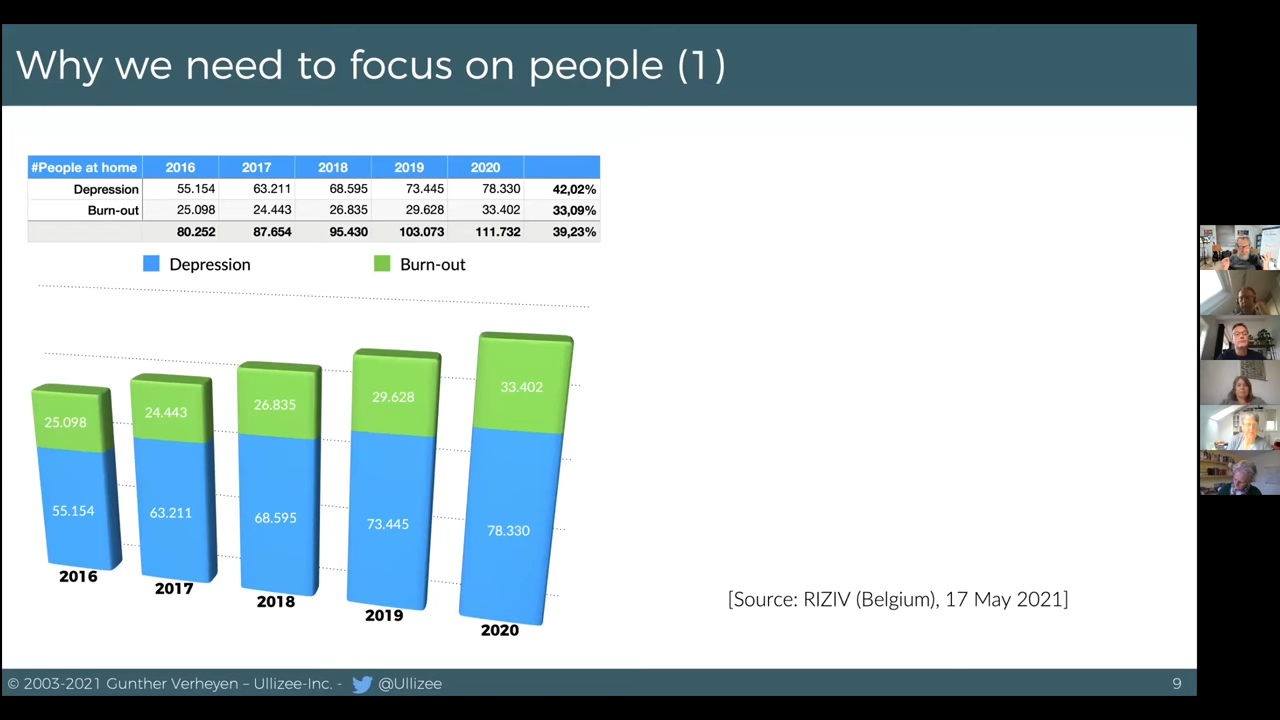 Why we need to focus on people (1)
#People at home 2016 2017 2018 2019 2020
Depression 55.154 63.211 68.595 73.445 78.330 42,02%
Burn-out 25.098 24.443 26.835 29.628 33.402 33,09%
80.252 87.654 95.430 103.073 111.732 39,23%
Depression Burn-out
25.098 24.443 26.835 29.628 33.402
55.154 63.211 68.595 73.445 78.330
2016 2017 2018 2019 2020
[Source: RIZIV (Belgium), 17 May 2021]
© 2003-2021 Gunther Verheyen – Ullizee-Inc. - @Ullizee 9